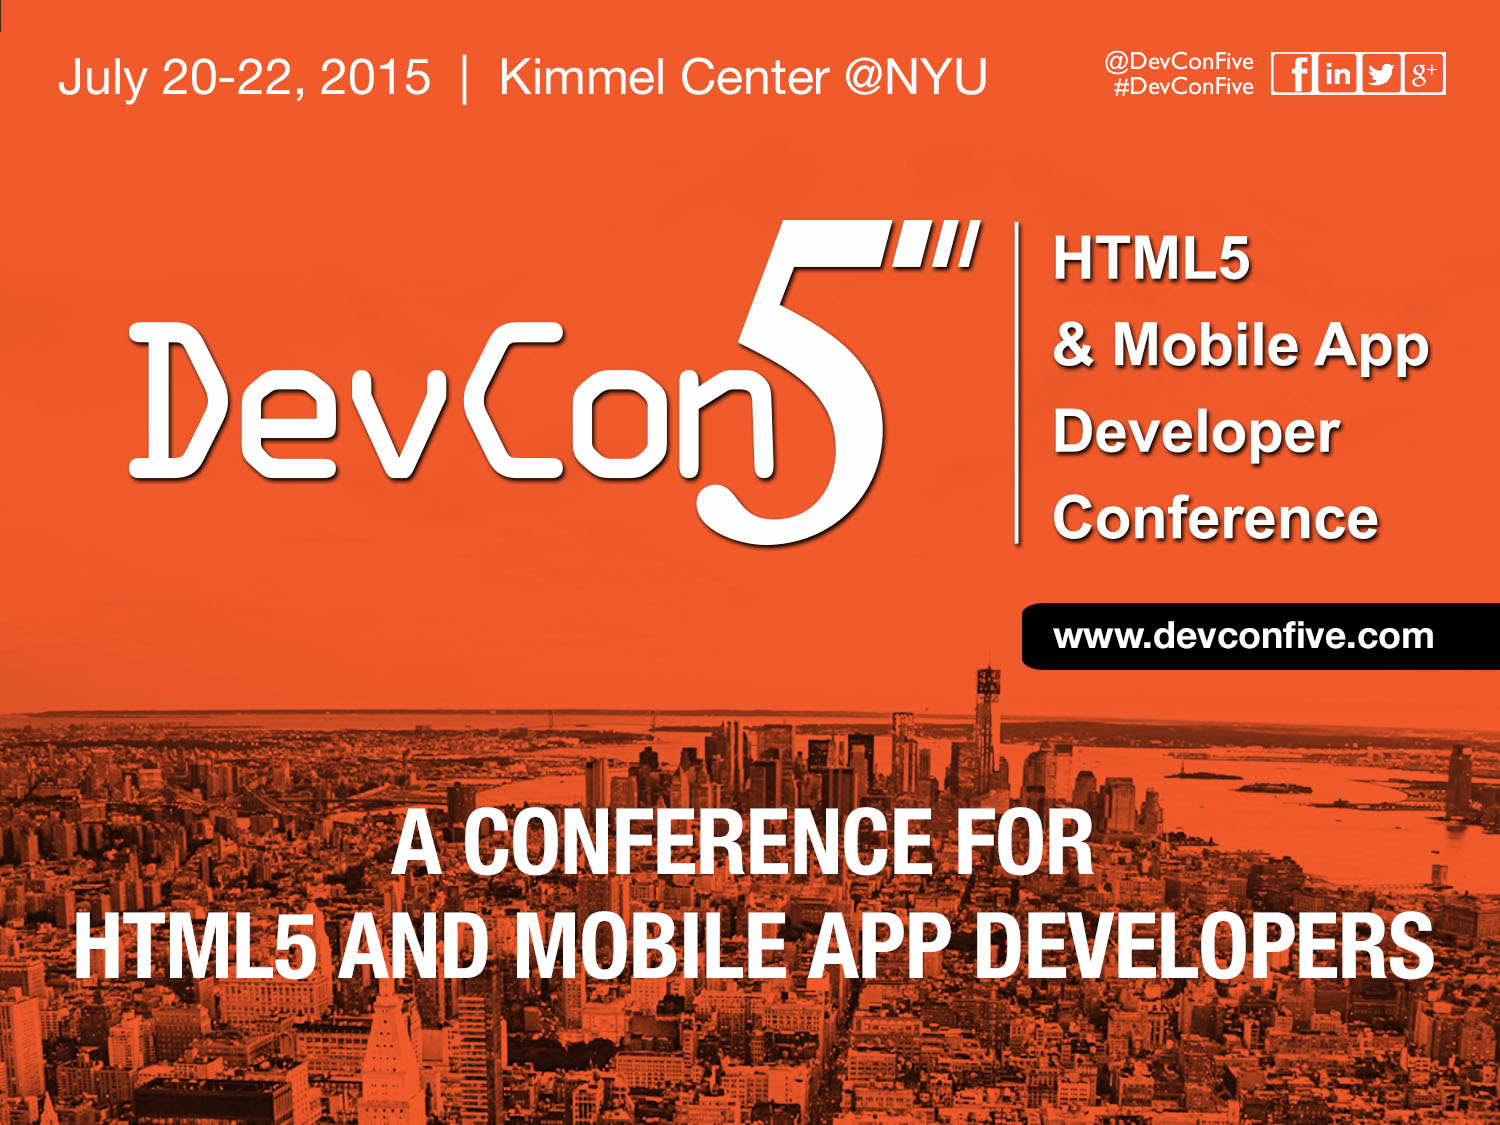 July 20-22, 2015 | Kimmel Center @NYU
@DevConFive
#DevConFive
f in g+
DevCon5
HTML5
& Mobile App
Developer
Conference
www.devconfive.com
A CONFERENCE FOR
HTML5 AND MOBILE APP DEVELOPERS